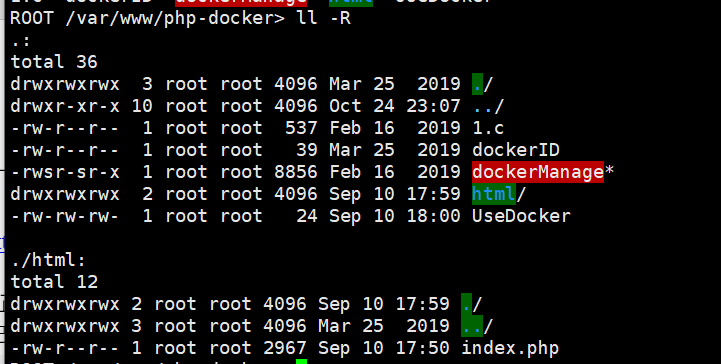 ROOT /var/www/php-docker> ll -R
.:
total 36
drwxrwxrwx  3 root root 4096 Mar 25  2019 ./
drwxr-xr-x 10 root root 4096 Oct 24 23:07 ../
-rw-r--r--  1 root root  537 Feb 16  2019 1.c
-rw-r--r--  1 root root   39 Mar 25  2019 dockerID
-rwsr-sr-x  1 root root 8856 Feb 16  2019 dockerManage*
drwxrwxrwx  2 root root 4096 Sep 10 17:59 html/
-rw-rw-rw-  1 root root   24 Sep 10 18:00 UseDocker

./html:
total 12
drwxrwxrwx 2 root root 4096 Sep 10 17:59 ./
drwxrwxrwx 3 root root 4096 Mar 25  2019 ../
-rw-r--r-- 1 root root 2967 Sep 10 17:50 index.php